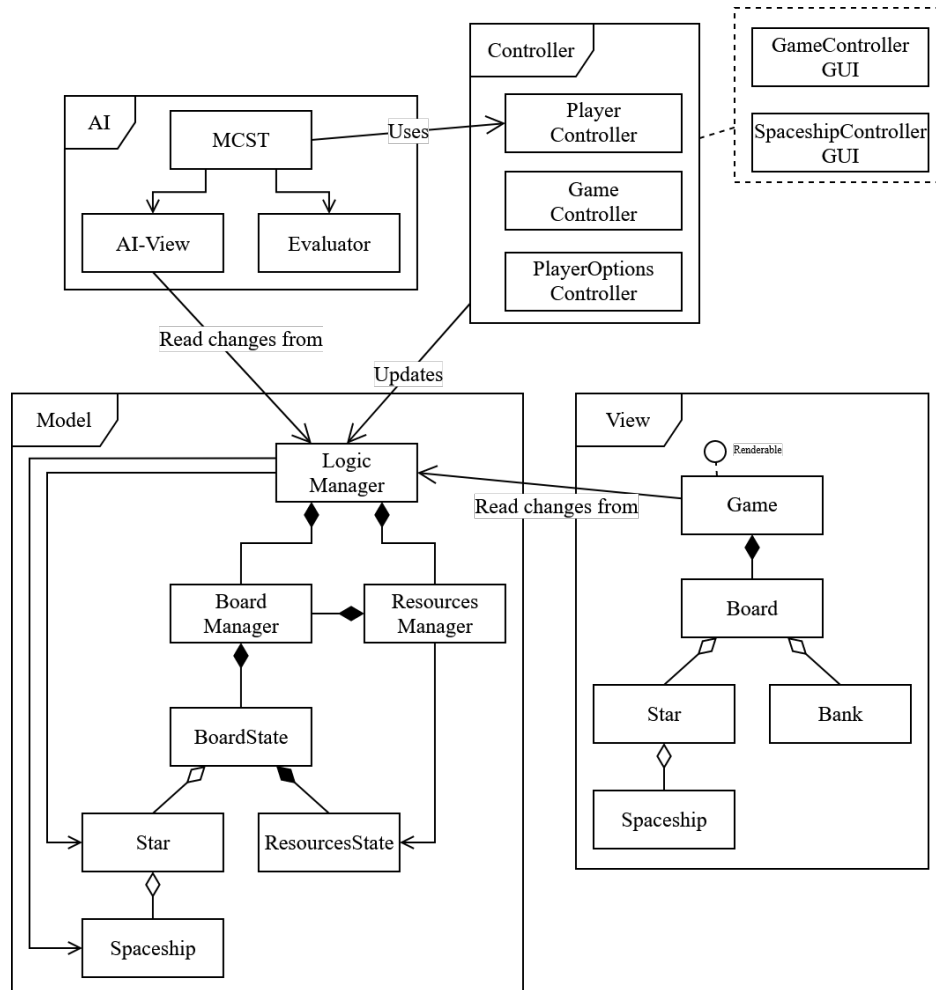 Controller
GameController
GUI
SpaceshipController
GUI
Player
Controller
Game
Controller
PlayerOptions
Controller
AI
MCST
Uses
AI-View
Evaluator
Read changes from
Updates
Model
Logic
Manager
Board
Manager
Resources
Manager
BoardState
Star
ResourcesState
Spaceship
View
Renderable
Game
Read changes from
Board
Star
Bank
Spaceship